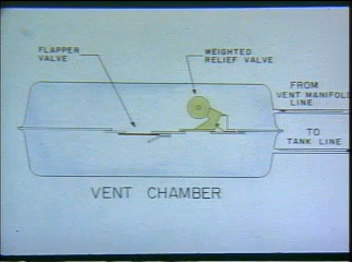 FLAPPER
VALVE
WEIGHTED
RELIEF VALVE
FROM
VENT MANIFOLD
LINE
TO
TANK LINE
VENT CHAMBER